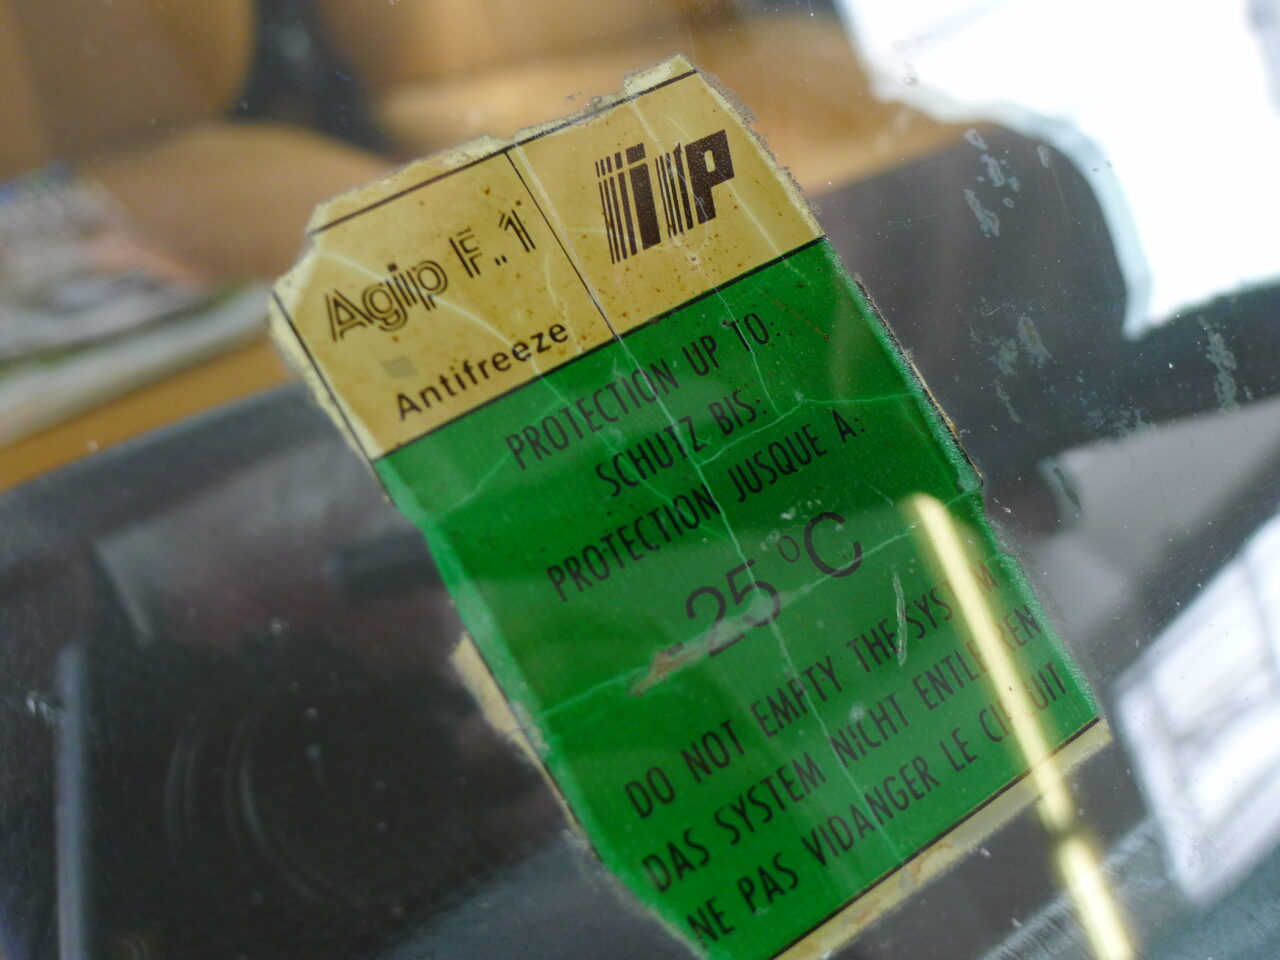 Agip F.1
Antifreeze
iP
PROTECTION UP TO:
SCHUTZ BIS:
PROTECTION JUSQUE A:
-25 °C
DO NOT EMPTY THE SYSTEM
DAS SYSTEM NICHT ENTLEEREN
NE PAS VIDANGER LE CIRCUIT